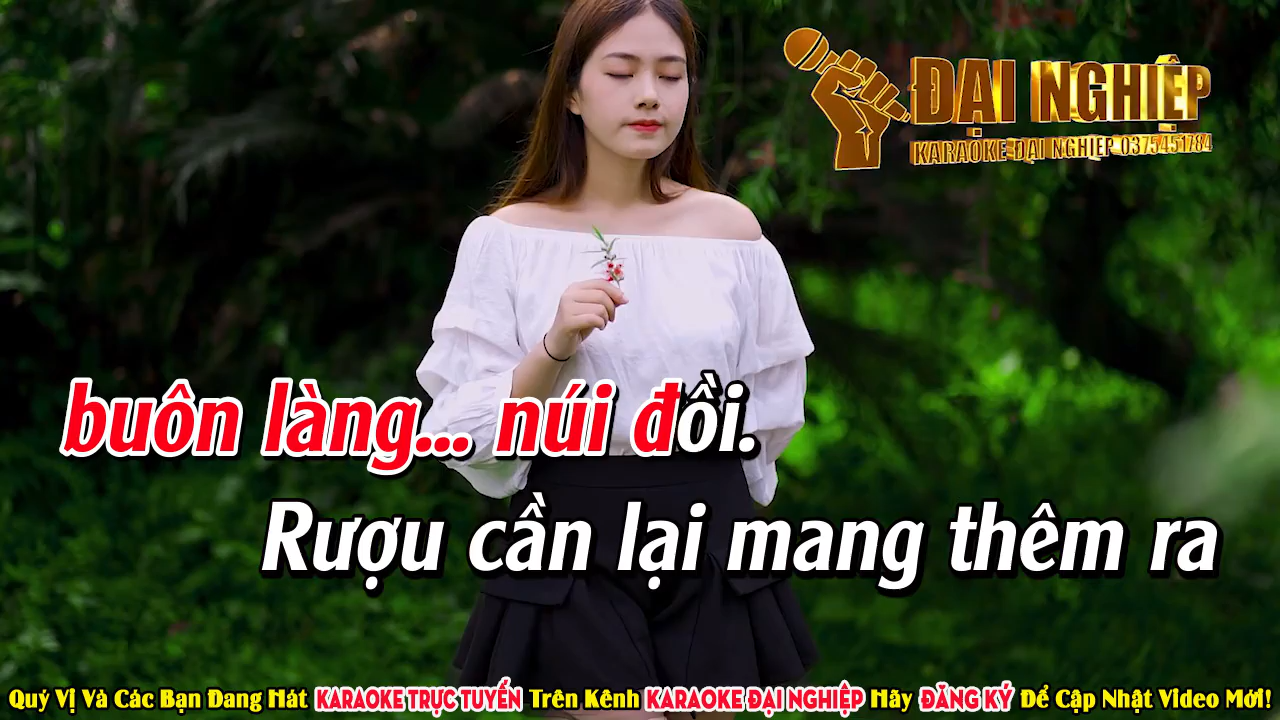 ĐẠI NGHIỆP
KARAOKE ĐẠI NGHIỆP 0375451784
buôn làng... núi đồi.
Rượu cần lại mang thêm ra
Quý Vị Và Các Bạn Đang Hát KARAOKE TRỰC TUYẾN Trên Kênh KARAOKE ĐẠI NGHIỆP Hãy ĐĂNG KÝ Để Cập Nhật Video Mới!